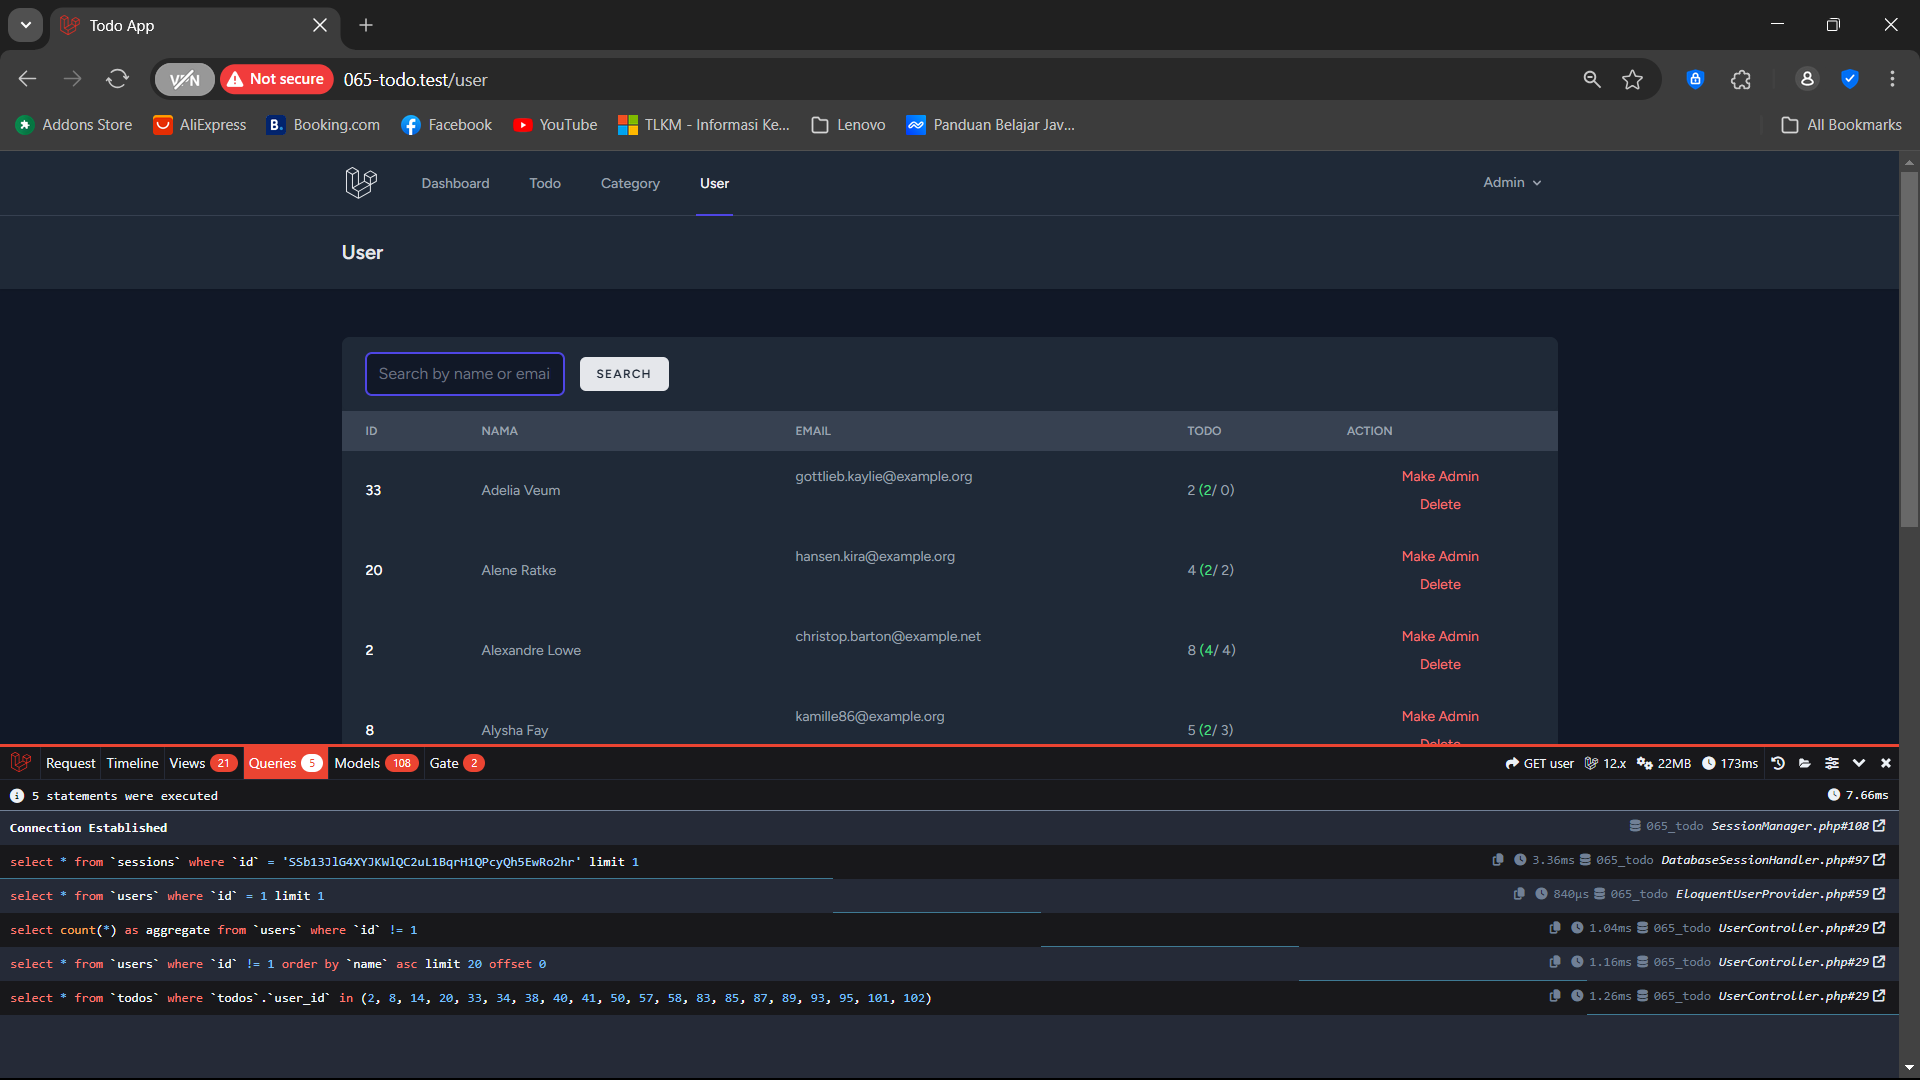 Todo App
VPN Not secure 065-todo.test/user
Addons Store AliExpress Booking.com Facebook YouTube TLKM - Informasi Ke... Lenovo Panduan Belajar Jav... All Bookmarks
Dashboard Todo Category User Admin
User
Search by name or emai SEARCH
ID NAMA EMAIL TODO ACTION
33 Adelia Veum gottlieb.kaylie@example.org 2 (2/ 0) Make Admin
Delete
20 Alene Ratke hansen.kira@example.org 4 (2/ 2) Make Admin
Delete
2 Alexandre Lowe christop.barton@example.net 8 (4/ 4) Make Admin
Delete
8 Alysha Fay kamille86@example.org 5 (2/ 3) Make Admin
Delete
Request Timeline Views 21 Queries 5 Models 108 Gate 2 GET user 12.x 22MB 173ms
5 statements were executed 7.66ms
Connection Established 065_todo SessionManager.php#108
select * from `sessions` where `id` = 'SSb13JlG4XYJKWlQC2uL1BqrH1QPcyQh5EwRo2hr' limit 1 3.36ms 065_todo DatabaseSessionHandler.php#97
select * from `users` where `id` = 1 limit 1 840μs 065_todo EloquentUserProvider.php#59
select count(*) as aggregate from `users` where `id` != 1 1.04ms 065_todo UserController.php#29
select * from `users` where `id` != 1 order by `name` asc limit 20 offset 0 1.16ms 065_todo UserController.php#29
select * from `todos` where `todos`.`user_id` in (2, 8, 14, 20, 33, 34, 38, 40, 41, 50, 57, 58, 83, 85, 87, 89, 93, 95, 101, 102) 1.26ms 065_todo UserController.php#29